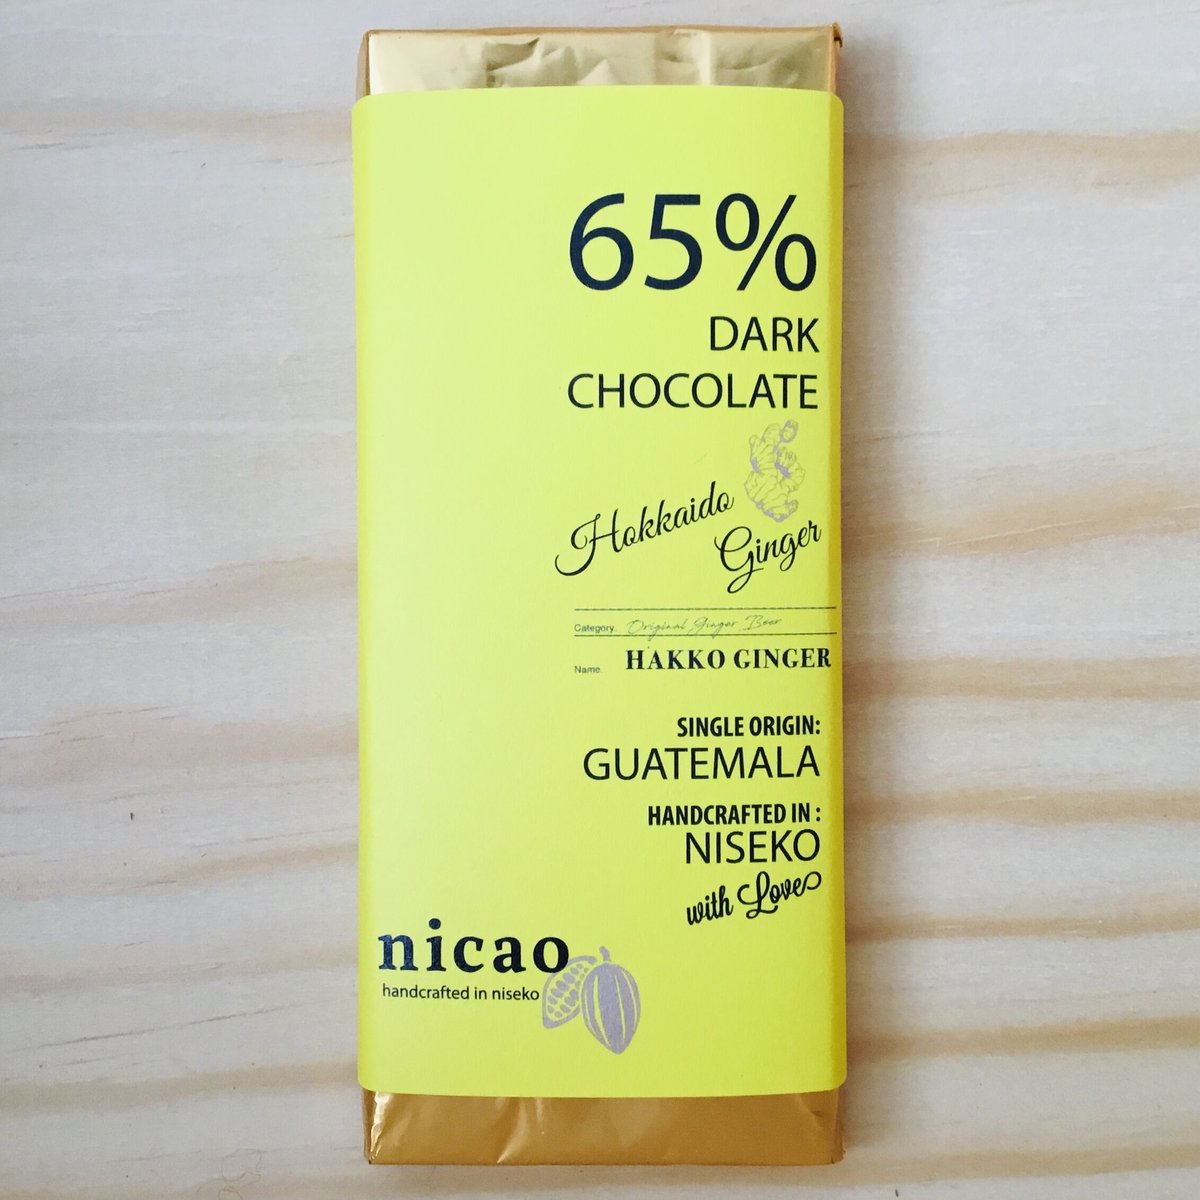 65%
DARK
CHOCOLATE
Hokkaido
Ginger
Category. Original Ginger Beer
Name. HAKKO GINGER
SINGLE ORIGIN:
GUATEMALA
HANDCRAFTED IN :
NISEKO
with Love
nicao
handcrafted in niseko